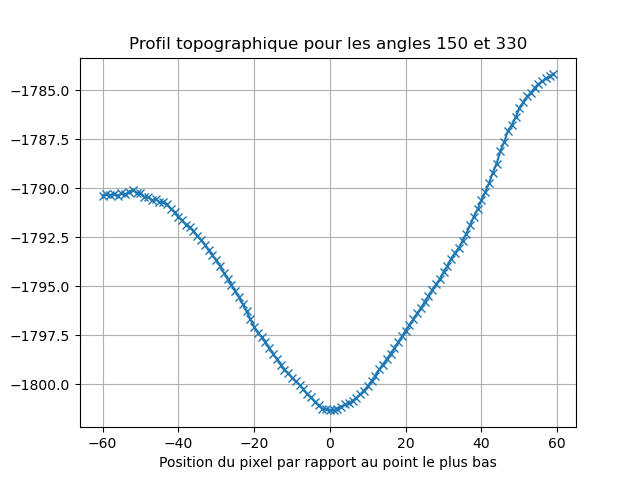 Profil topographique pour les angles 150 et 330
−1785.0
−1787.5
−1790.0
−1792.5
−1795.0
−1797.5
−1800.0
−60 −40 −20 0 20 40 60
Position du pixel par rapport au point le plus bas